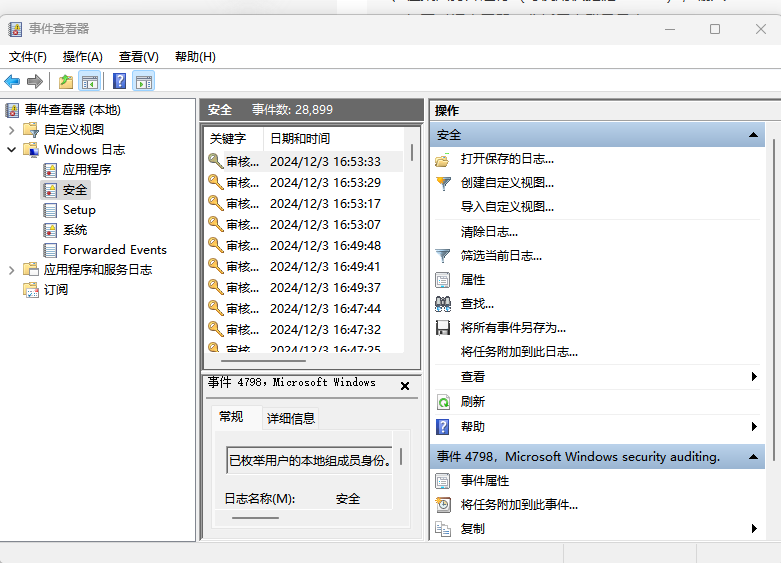 事件查看器
文件(F) 操作(A) 查看(V) 帮助(H)
事件查看器 (本地)
自定义视图
Windows 日志
应用程序
安全
Setup
系统
Forwarded Events
应用程序和服务日志
订阅
安全 事件数: 28,899
关键字 日期和时间
审核... 2024/12/3 16:53:33
审核... 2024/12/3 16:53:29
审核... 2024/12/3 16:53:17
审核... 2024/12/3 16:53:07
审核... 2024/12/3 16:49:48
审核... 2024/12/3 16:49:41
审核... 2024/12/3 16:49:37
审核... 2024/12/3 16:47:44
审核... 2024/12/3 16:47:32
审核... 2024/12/3 16:47:25
事件 4798，Microsoft Windows
常规 详细信息
已枚举用户的本地组成员身份。
日志名称(M): 安全
操作
安全
打开保存的日志...
创建自定义视图...
导入自定义视图...
清除日志...
筛选当前日志...
属性
查找...
将所有事件另存为...
将任务附加到此日志...
查看
刷新
帮助
事件 4798，Microsoft Windows security auditing.
事件属性
将任务附加到此事件...
复制